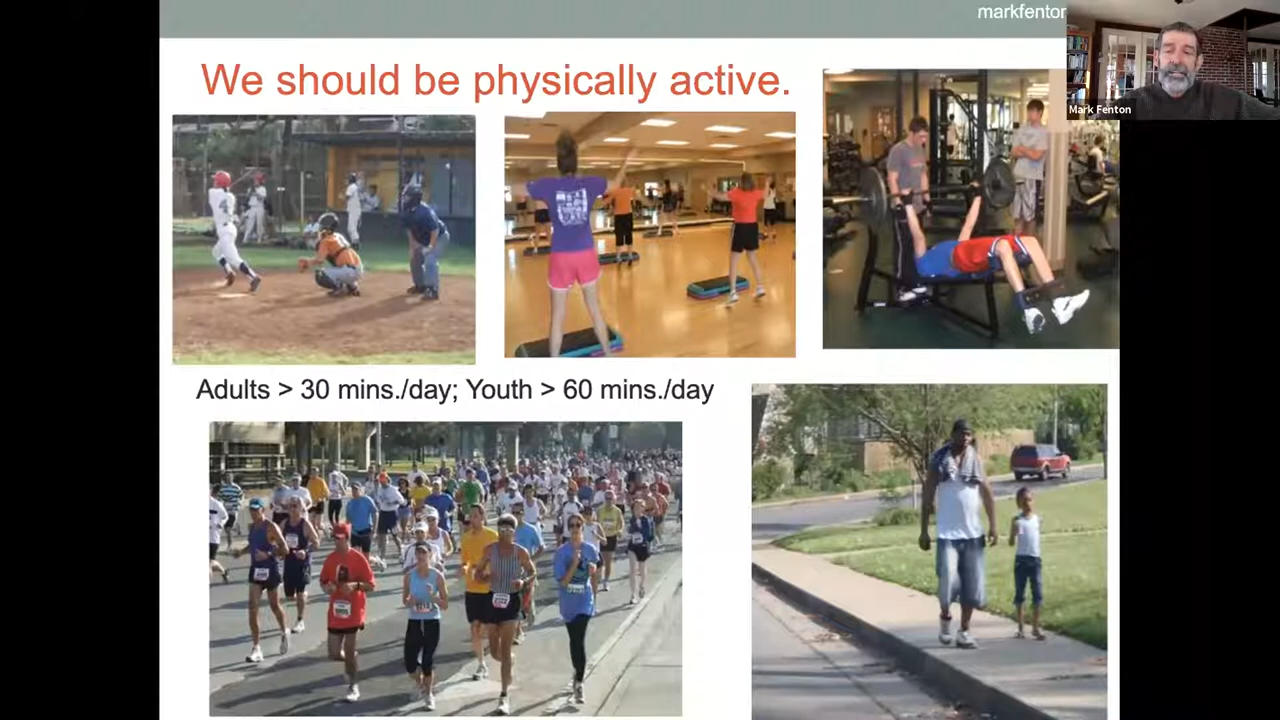 markfenton
We should be physically active.
Mark Fenton
Adults > 30 mins./day; Youth > 60 mins./day